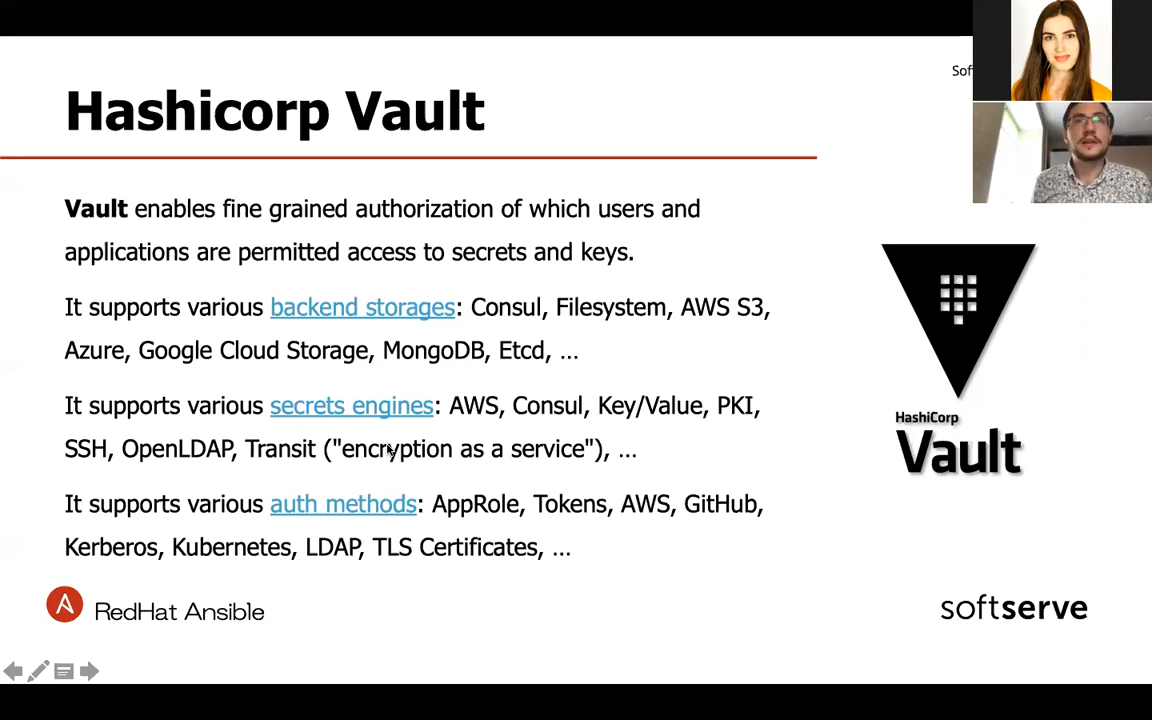 Hashicorp Vault
Sof
Vault enables fine grained authorization of which users and
applications are permitted access to secrets and keys.
It supports various backend storages: Consul, Filesystem, AWS S3,
Azure, Google Cloud Storage, MongoDB, Etcd, ...
It supports various secrets engines: AWS, Consul, Key/Value, PKI,
SSH, OpenLDAP, Transit ("encryption as a service"), ...
It supports various auth methods: AppRole, Tokens, AWS, GitHub,
Kerberos, Kubernetes, LDAP, TLS Certificates, ...
HashiCorp
Vault
RedHat Ansible
softserve